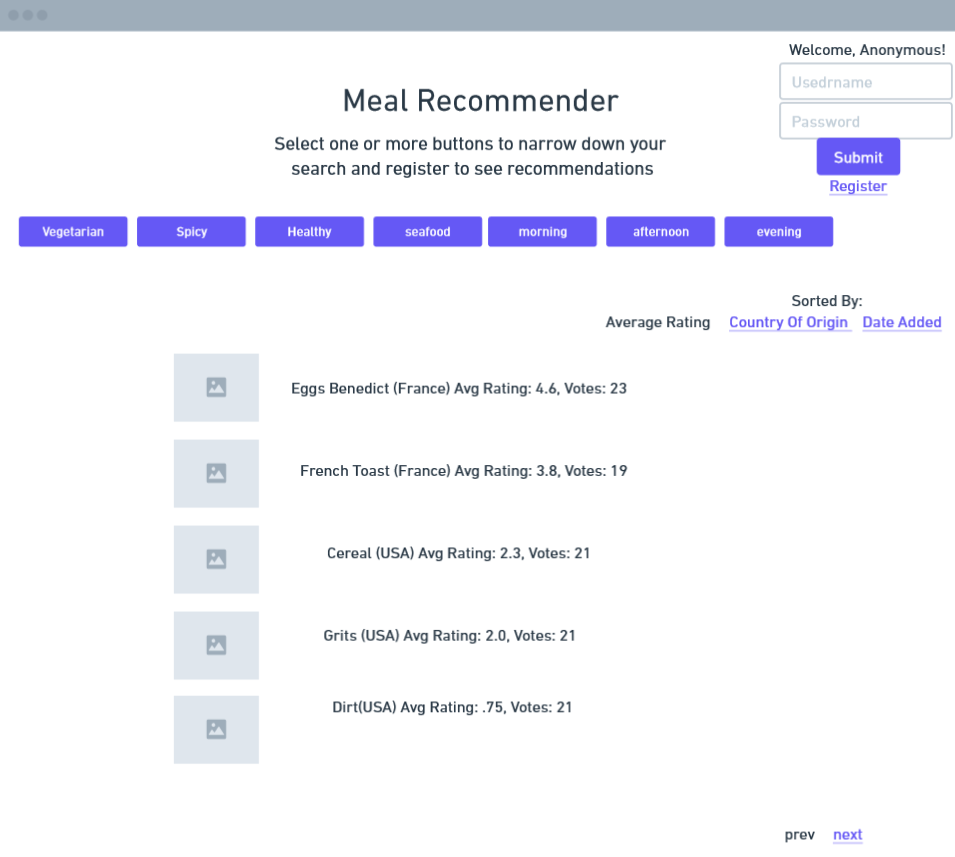 Welcome, Anonymous!
Usedrname
Password
Submit
Register
Meal Recommender
Select one or more buttons to narrow down your
search and register to see recommendations
Vegetarian Spicy Healthy seafood morning afternoon evening
Sorted By:
Average Rating Country Of Origin Date Added
Eggs Benedict (France) Avg Rating: 4.6, Votes: 23
French Toast (France) Avg Rating: 3.8, Votes: 19
Cereal (USA) Avg Rating: 2.3, Votes: 21
Grits (USA) Avg Rating: 2.0, Votes: 21
Dirt(USA) Avg Rating: .75, Votes: 21
prev next